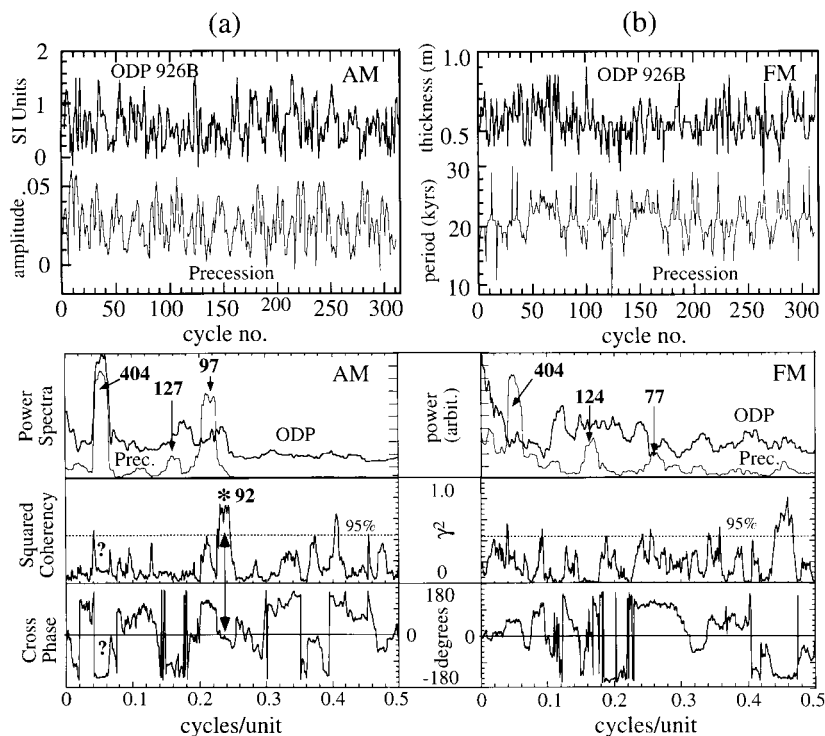 (a)
(b)
2
1
0
SI Units
ODP 926B
AM
.05
0
amplitude
Precession
0 50 100 150 200 250 300
cycle no.
1.0
0.5
thickness (m)
ODP 926B
FM
30
20
10
period (kyrs)
Precession
0 50 100 150 200 250 300
cycle no.
Power
Spectra
404
127
97
AM
Prec.
ODP
power
(arbit.)
404
124
77
FM
ODP
Prec.
Squared
Coherency
?
* 92
95%
1.0
γ²
0
95%
Cross
Phase
?
180
0
0
-180
degrees
0 0.1 0.2 0.3 0.4 0.5
cycles/unit
0 0.1 0.2 0.3 0.4 0.5
cycles/unit